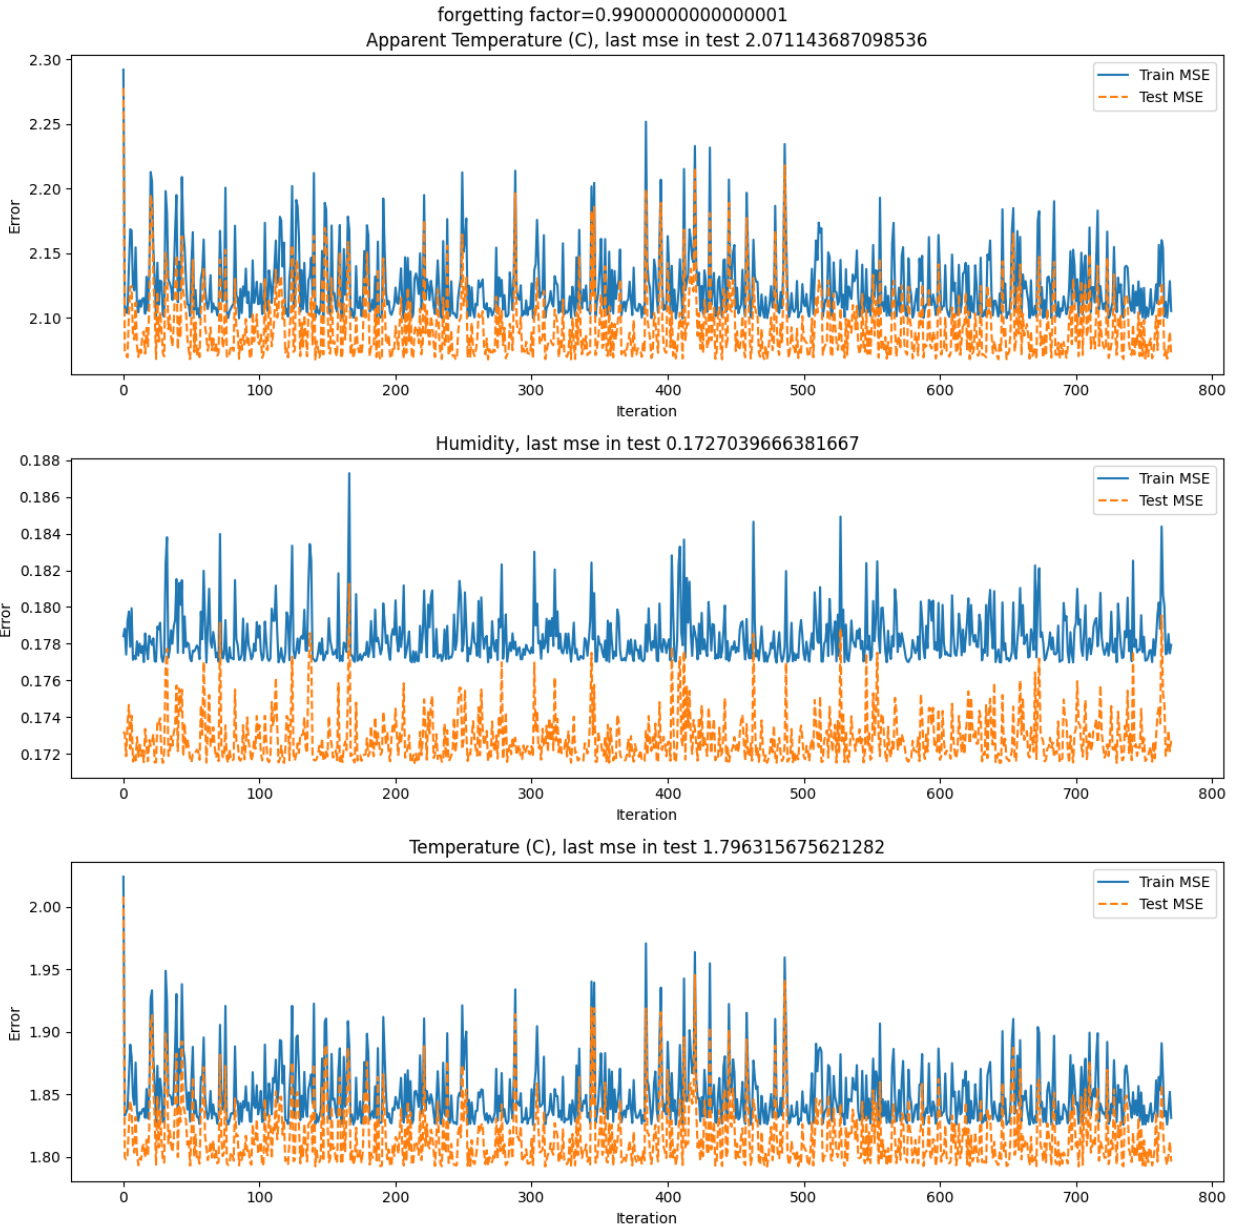 forgetting factor=0.9900000000000001
Apparent Temperature (C), last mse in test 2.071143687098536
2.30
2.25
2.20
2.15
2.10
Error
Train MSE
Test MSE
0 100 200 300 400 500 600 700 800
Iteration
Humidity, last mse in test 0.1727039666381667
0.188
0.186
0.184
0.182
0.180
0.178
0.176
0.174
0.172
Error
Train MSE
Test MSE
0 100 200 300 400 500 600 700 800
Iteration
Temperature (C), last mse in test 1.796315675621282
2.00
1.95
1.90
1.85
1.80
Error
Train MSE
Test MSE
0 100 200 300 400 500 600 700 800
Iteration